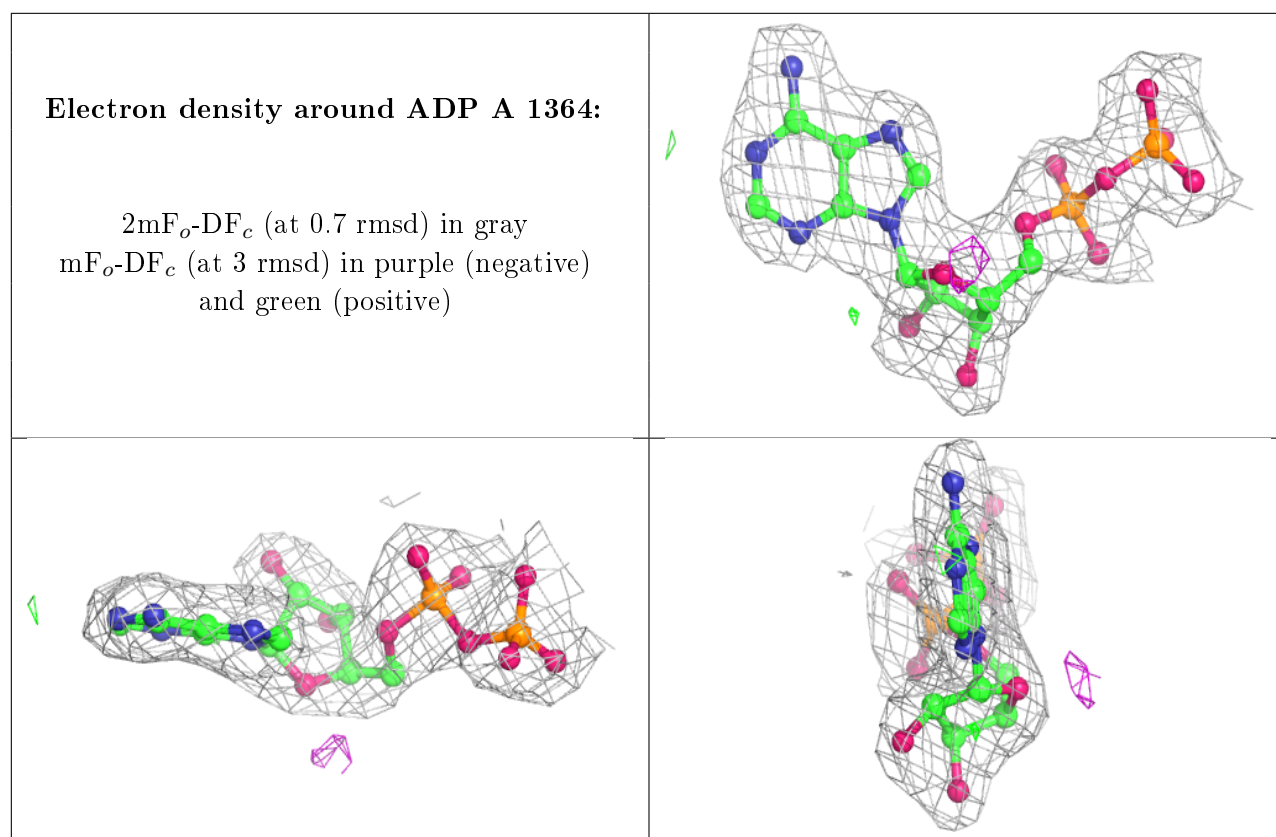 Electron density around ADP A 1364:
2mFo-DFc (at 0.7 rmsd) in gray
mFo-DFc (at 3 rmsd) in purple (negative)
and green (positive)